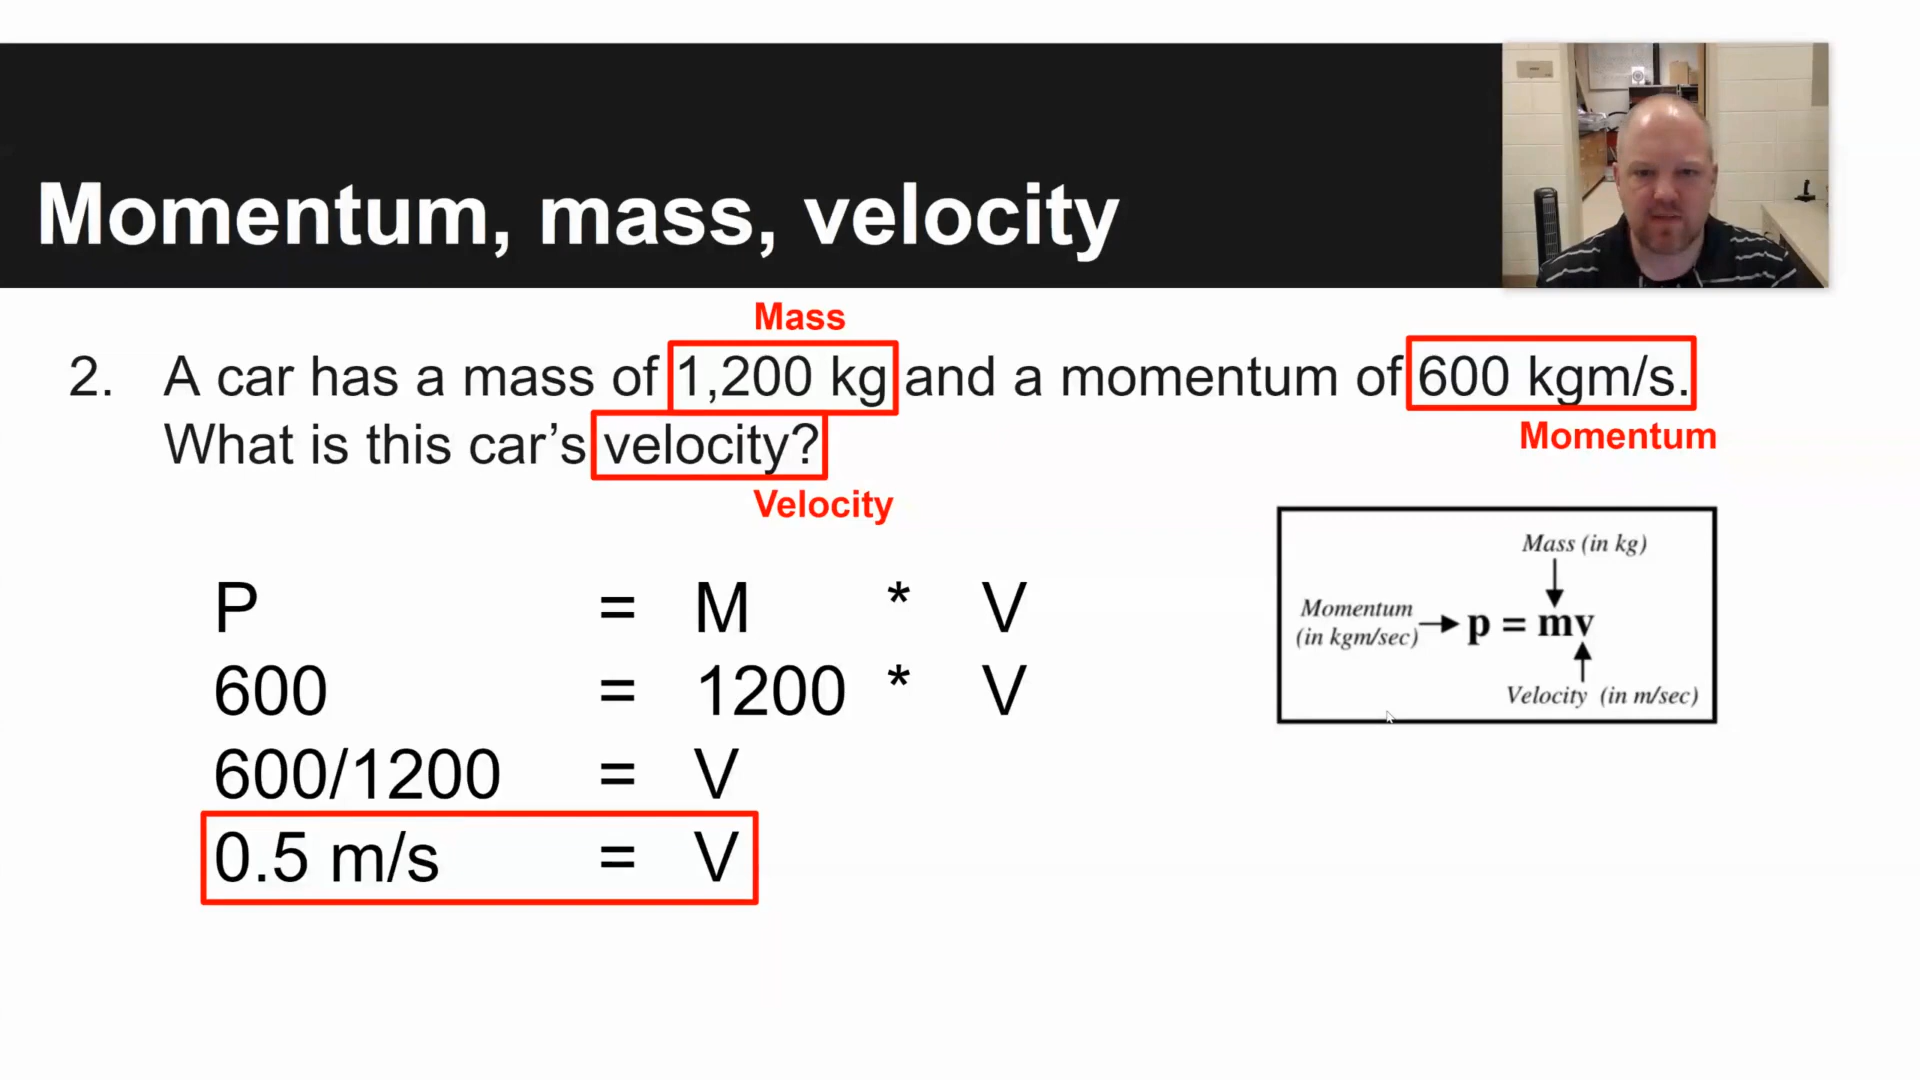 Momentum, mass, velocity
Mass
2. A car has a mass of 1,200 kg and a momentum of 600 kgm/s.
What is this car’s velocity?
Momentum
Velocity
P = M * V
600 = 1200 * V
600/1200 = V
0.5 m/s = V
Mass (in kg)
Momentum
(in kgm/sec)
p = mv
Velocity (in m/sec)